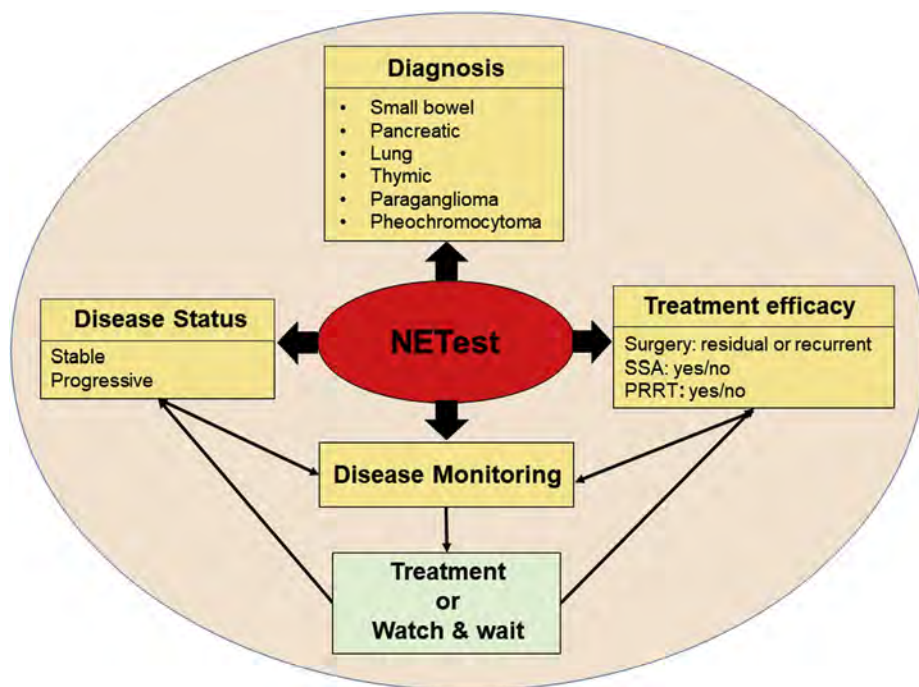 Diagnosis
• Small bowel
• Pancreatic
• Lung
• Thymic
• Paraganglioma
• Pheochromocytoma
Disease Status
Stable
Progressive
NETest
Treatment efficacy
Surgery: residual or recurrent
SSA: yes/no
PRRT: yes/no
Disease Monitoring
Treatment
or
Watch & wait